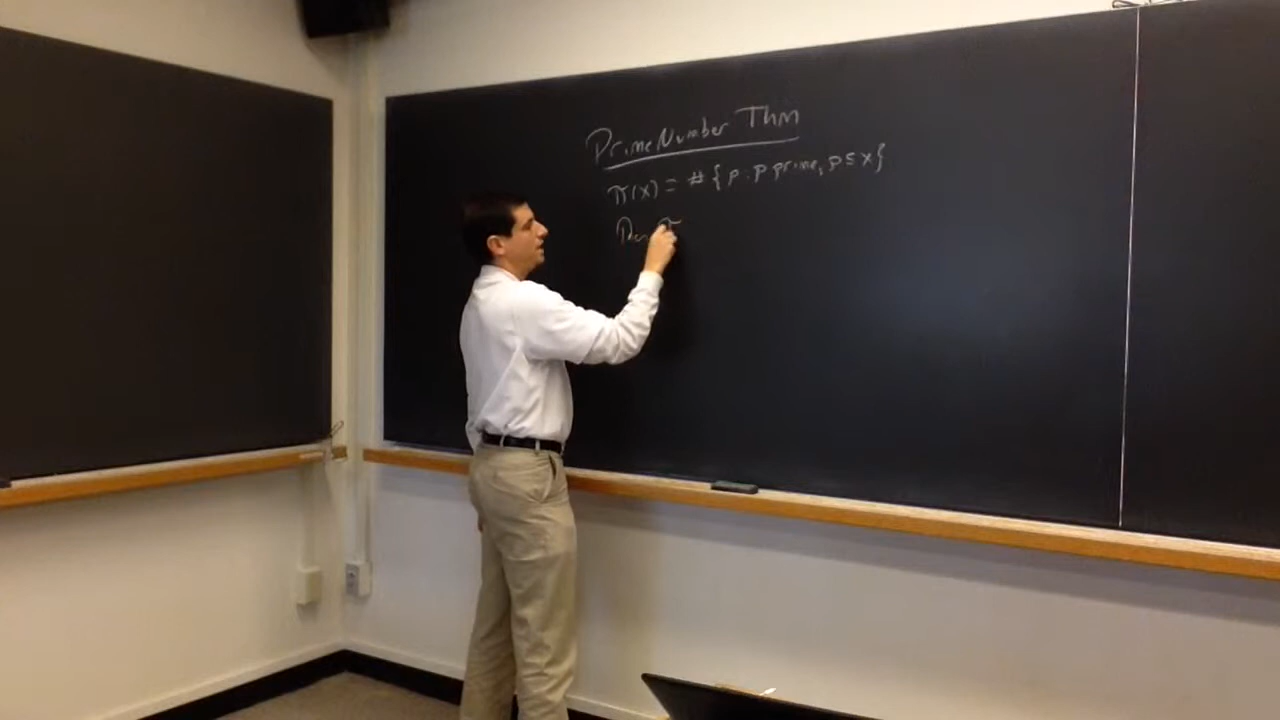 Prime Number Thm
π(x) = # {p : p prime, p ≤ x}